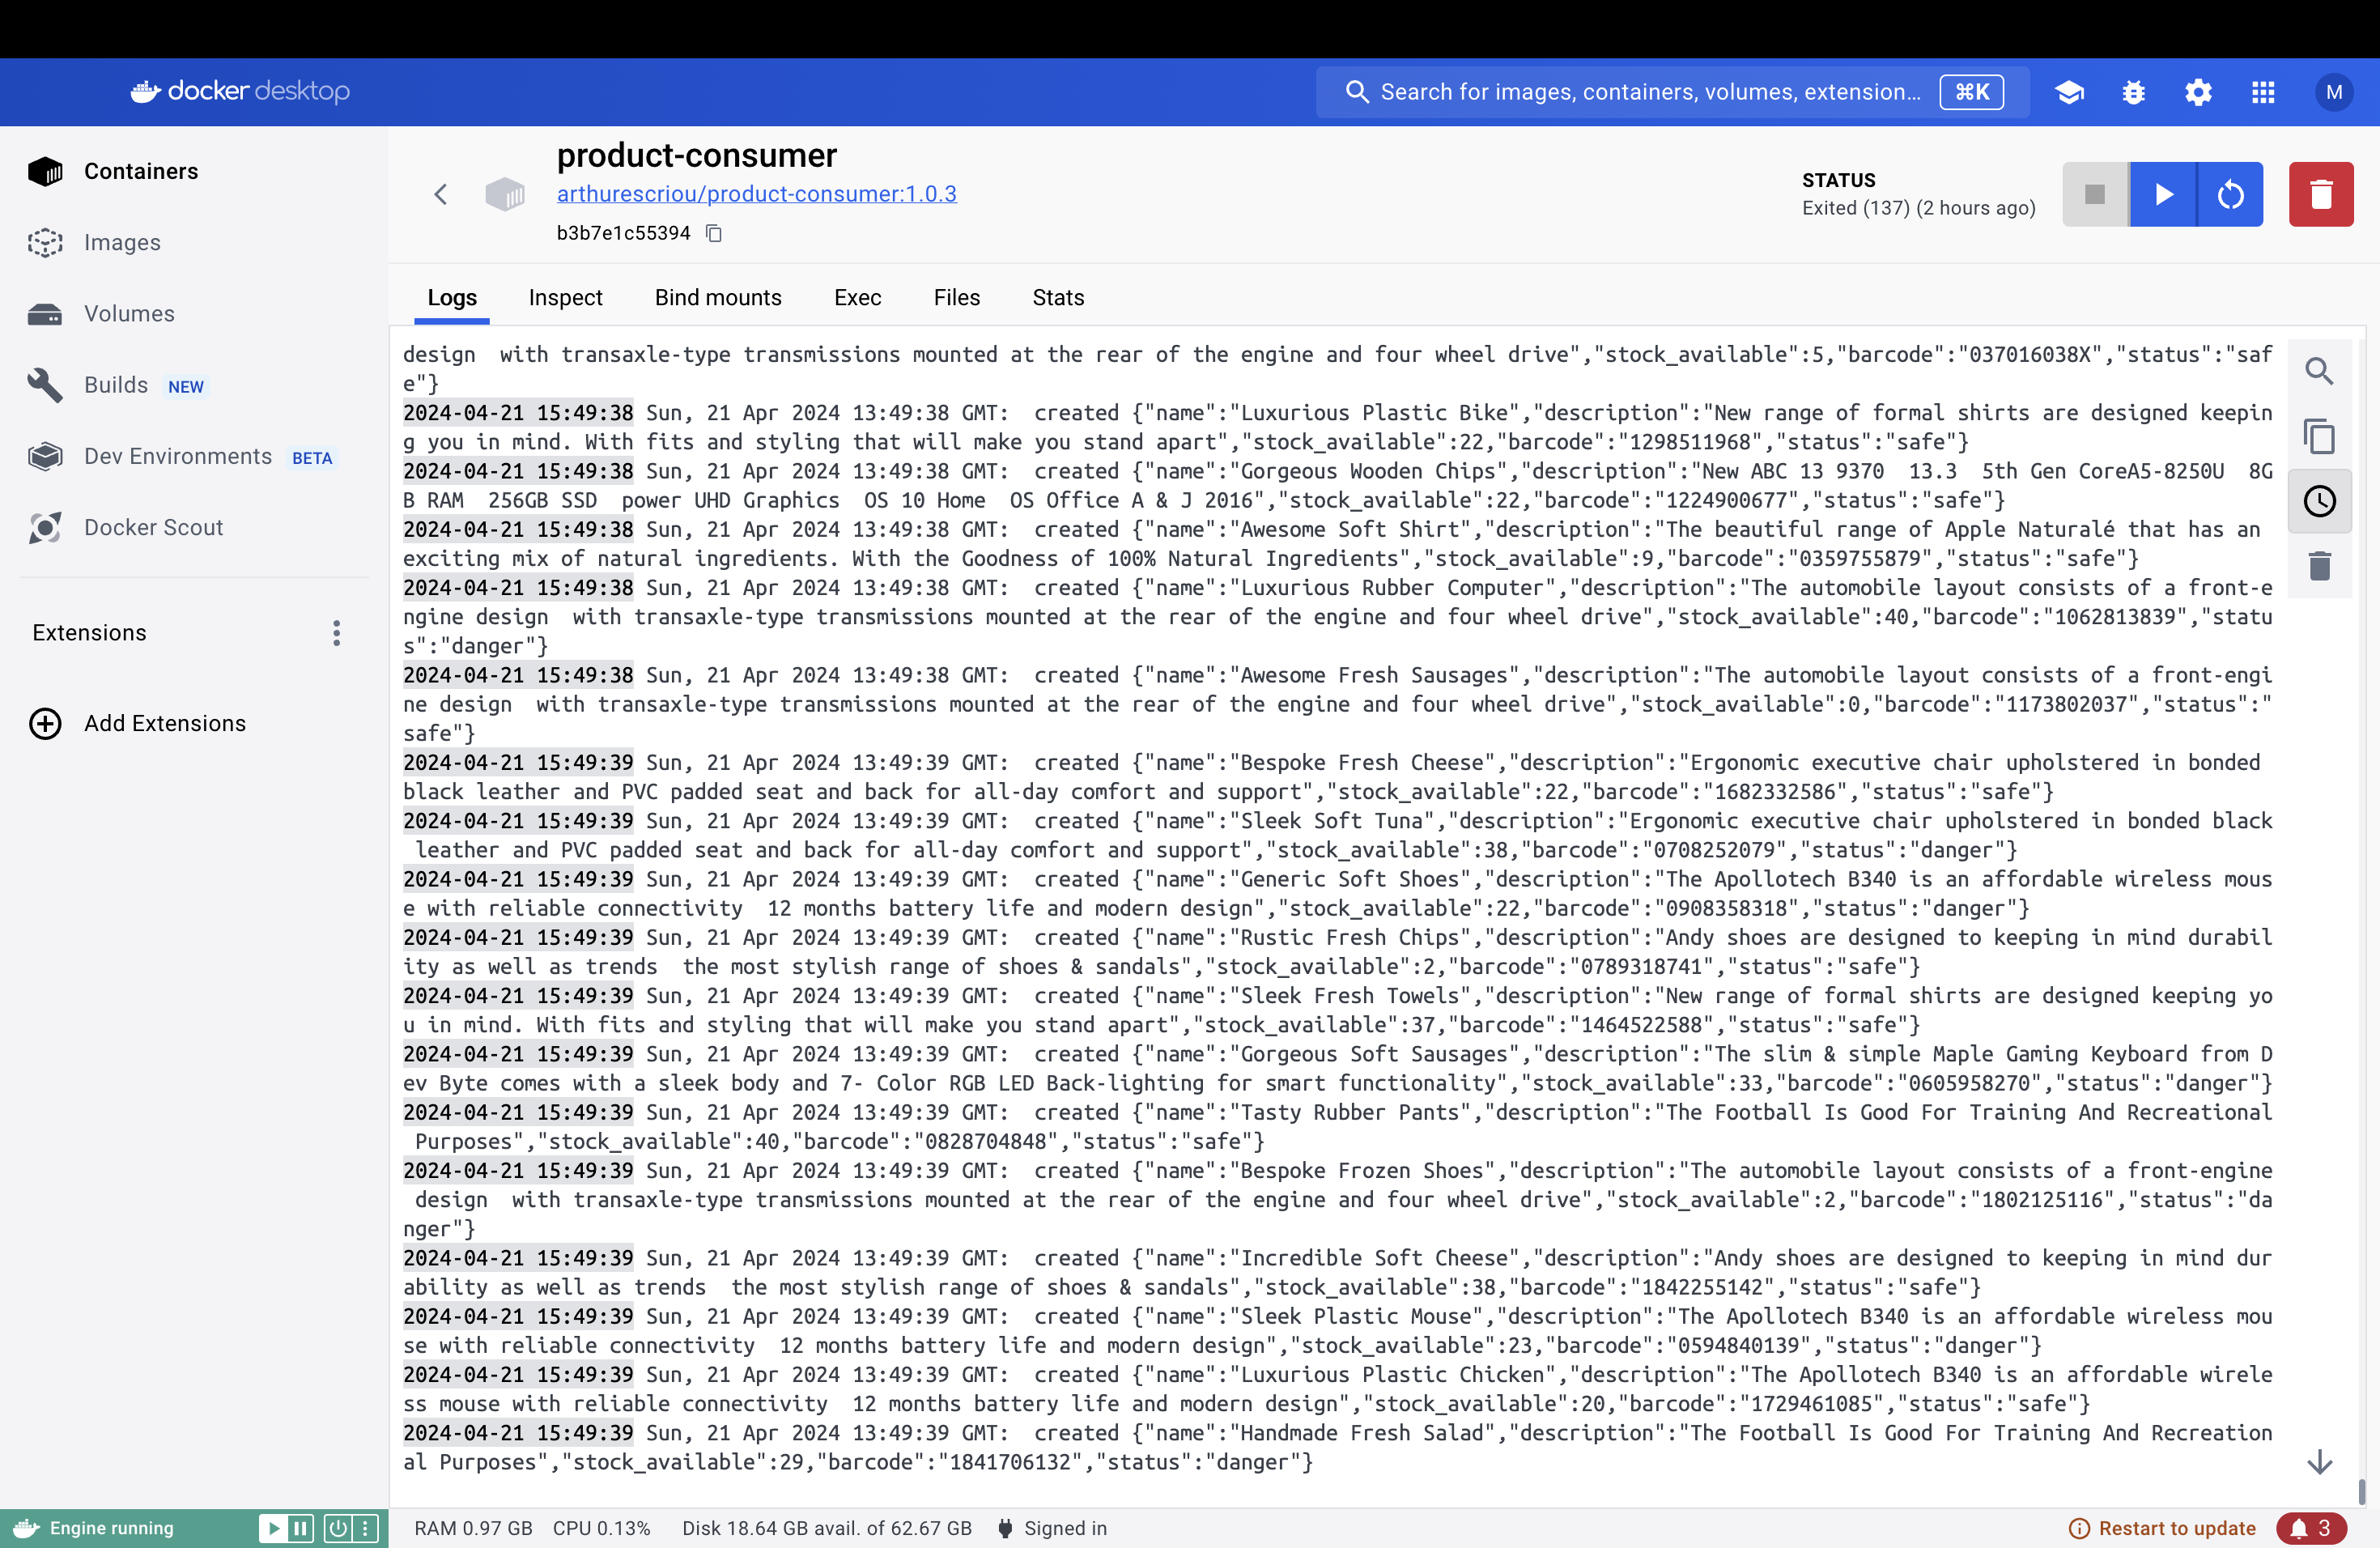 docker desktop
Search for images, containers, volumes, extension...
⌘K
M
Containers
Images
Volumes
Builds NEW
Dev Environments BETA
Docker Scout
Extensions
Add Extensions
product-consumer
arthurescriou/product-consumer:1.0.3
b3b7e1c55394
STATUS
Exited (137) (2 hours ago)
Logs Inspect Bind mounts Exec Files Stats
design  with transaxle-type transmissions mounted at the rear of the engine and four wheel drive","stock_available":5,"barcode":"037016038X","status":"saf
e"}
2024-04-21 15:49:38 Sun, 21 Apr 2024 13:49:38 GMT:  created {"name":"Luxurious Plastic Bike","description":"New range of formal shirts are designed keepin
g you in mind. With fits and styling that will make you stand apart","stock_available":22,"barcode":"1298511968","status":"safe"}
2024-04-21 15:49:38 Sun, 21 Apr 2024 13:49:38 GMT:  created {"name":"Gorgeous Wooden Chips","description":"New ABC 13 9370  13.3  5th Gen CoreA5-8250U  8G
B RAM  256GB SSD  power UHD Graphics  OS 10 Home  OS Office A & J 2016","stock_available":22,"barcode":"1224900677","status":"safe"}
2024-04-21 15:49:38 Sun, 21 Apr 2024 13:49:38 GMT:  created {"name":"Awesome Soft Shirt","description":"The beautiful range of Apple Naturalé that has an
exciting mix of natural ingredients. With the Goodness of 100% Natural Ingredients","stock_available":9,"barcode":"0359755879","status":"safe"}
2024-04-21 15:49:38 Sun, 21 Apr 2024 13:49:38 GMT:  created {"name":"Luxurious Rubber Computer","description":"The automobile layout consists of a front-e
ngine design  with transaxle-type transmissions mounted at the rear of the engine and four wheel drive","stock_available":40,"barcode":"1062813839","statu
s":"danger"}
2024-04-21 15:49:38 Sun, 21 Apr 2024 13:49:38 GMT:  created {"name":"Awesome Fresh Sausages","description":"The automobile layout consists of a front-engi
ne design  with transaxle-type transmissions mounted at the rear of the engine and four wheel drive","stock_available":0,"barcode":"1173802037","status":"
safe"}
2024-04-21 15:49:39 Sun, 21 Apr 2024 13:49:39 GMT:  created {"name":"Bespoke Fresh Cheese","description":"Ergonomic executive chair upholstered in bonded
black leather and PVC padded seat and back for all-day comfort and support","stock_available":22,"barcode":"1682332586","status":"safe"}
2024-04-21 15:49:39 Sun, 21 Apr 2024 13:49:39 GMT:  created {"name":"Sleek Soft Tuna","description":"Ergonomic executive chair upholstered in bonded black
 leather and PVC padded seat and back for all-day comfort and support","stock_available":38,"barcode":"0708252079","status":"danger"}
2024-04-21 15:49:39 Sun, 21 Apr 2024 13:49:39 GMT:  created {"name":"Generic Soft Shoes","description":"The Apollotech B340 is an affordable wireless mous
e with reliable connectivity  12 months battery life and modern design","stock_available":22,"barcode":"0908358318","status":"danger"}
2024-04-21 15:49:39 Sun, 21 Apr 2024 13:49:39 GMT:  created {"name":"Rustic Fresh Chips","description":"Andy shoes are designed to keeping in mind durabil
ity as well as trends  the most stylish range of shoes & sandals","stock_available":2,"barcode":"0789318741","status":"safe"}
2024-04-21 15:49:39 Sun, 21 Apr 2024 13:49:39 GMT:  created {"name":"Sleek Fresh Towels","description":"New range of formal shirts are designed keeping yo
u in mind. With fits and styling that will make you stand apart","stock_available":37,"barcode":"1464522588","status":"safe"}
2024-04-21 15:49:39 Sun, 21 Apr 2024 13:49:39 GMT:  created {"name":"Gorgeous Soft Sausages","description":"The slim & simple Maple Gaming Keyboard from D
ev Byte comes with a sleek body and 7- Color RGB LED Back-lighting for smart functionality","stock_available":33,"barcode":"0605958270","status":"danger"}
2024-04-21 15:49:39 Sun, 21 Apr 2024 13:49:39 GMT:  created {"name":"Tasty Rubber Pants","description":"The Football Is Good For Training And Recreational
 Purposes","stock_available":40,"barcode":"0828704848","status":"safe"}
2024-04-21 15:49:39 Sun, 21 Apr 2024 13:49:39 GMT:  created {"name":"Bespoke Frozen Shoes","description":"The automobile layout consists of a front-engine
 design  with transaxle-type transmissions mounted at the rear of the engine and four wheel drive","stock_available":2,"barcode":"1802125116","status":"da
nger"}
2024-04-21 15:49:39 Sun, 21 Apr 2024 13:49:39 GMT:  created {"name":"Incredible Soft Cheese","description":"Andy shoes are designed to keeping in mind dur
ability as well as trends  the most stylish range of shoes & sandals","stock_available":38,"barcode":"1842255142","status":"safe"}
2024-04-21 15:49:39 Sun, 21 Apr 2024 13:49:39 GMT:  created {"name":"Sleek Plastic Mouse","description":"The Apollotech B340 is an affordable wireless mou
se with reliable connectivity  12 months battery life and modern design","stock_available":23,"barcode":"0594840139","status":"danger"}
2024-04-21 15:49:39 Sun, 21 Apr 2024 13:49:39 GMT:  created {"name":"Luxurious Plastic Chicken","description":"The Apollotech B340 is an affordable wirele
ss mouse with reliable connectivity  12 months battery life and modern design","stock_available":20,"barcode":"1729461085","status":"safe"}
2024-04-21 15:49:39 Sun, 21 Apr 2024 13:49:39 GMT:  created {"name":"Handmade Fresh Salad","description":"The Football Is Good For Training And Recreation
al Purposes","stock_available":29,"barcode":"1841706132","status":"danger"}
Engine running
RAM 0.97 GB CPU 0.13% Disk 18.64 GB avail. of 62.67 GB Signed in
Restart to update
3